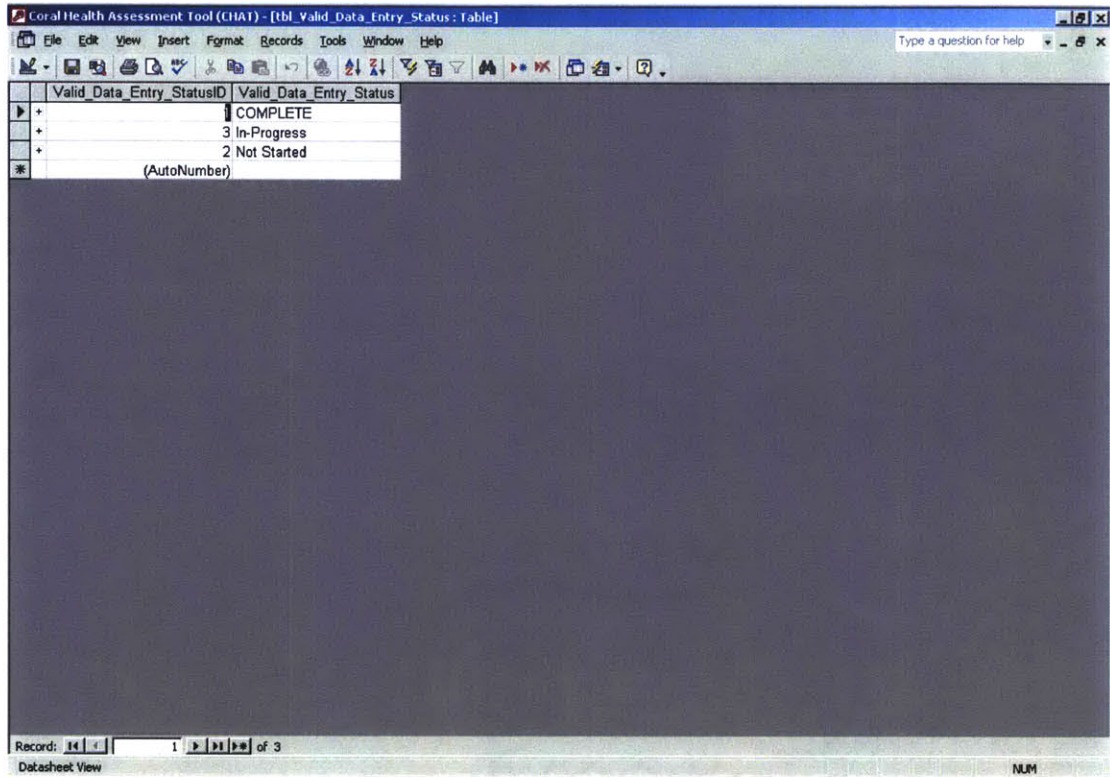 Coral Health Assessment Tool (CHAT) - [tbl_Valid_Data_Entry_Status : Table]
File Edit View Insert Format Records Tools Window Help Type a question for help
Valid_Data_Entry_StatusID Valid_Data_Entry_Status
1 COMPLETE
3 In-Progress
2 Not Started
(AutoNumber)
Record: 1 of 3
Datasheet View NUM